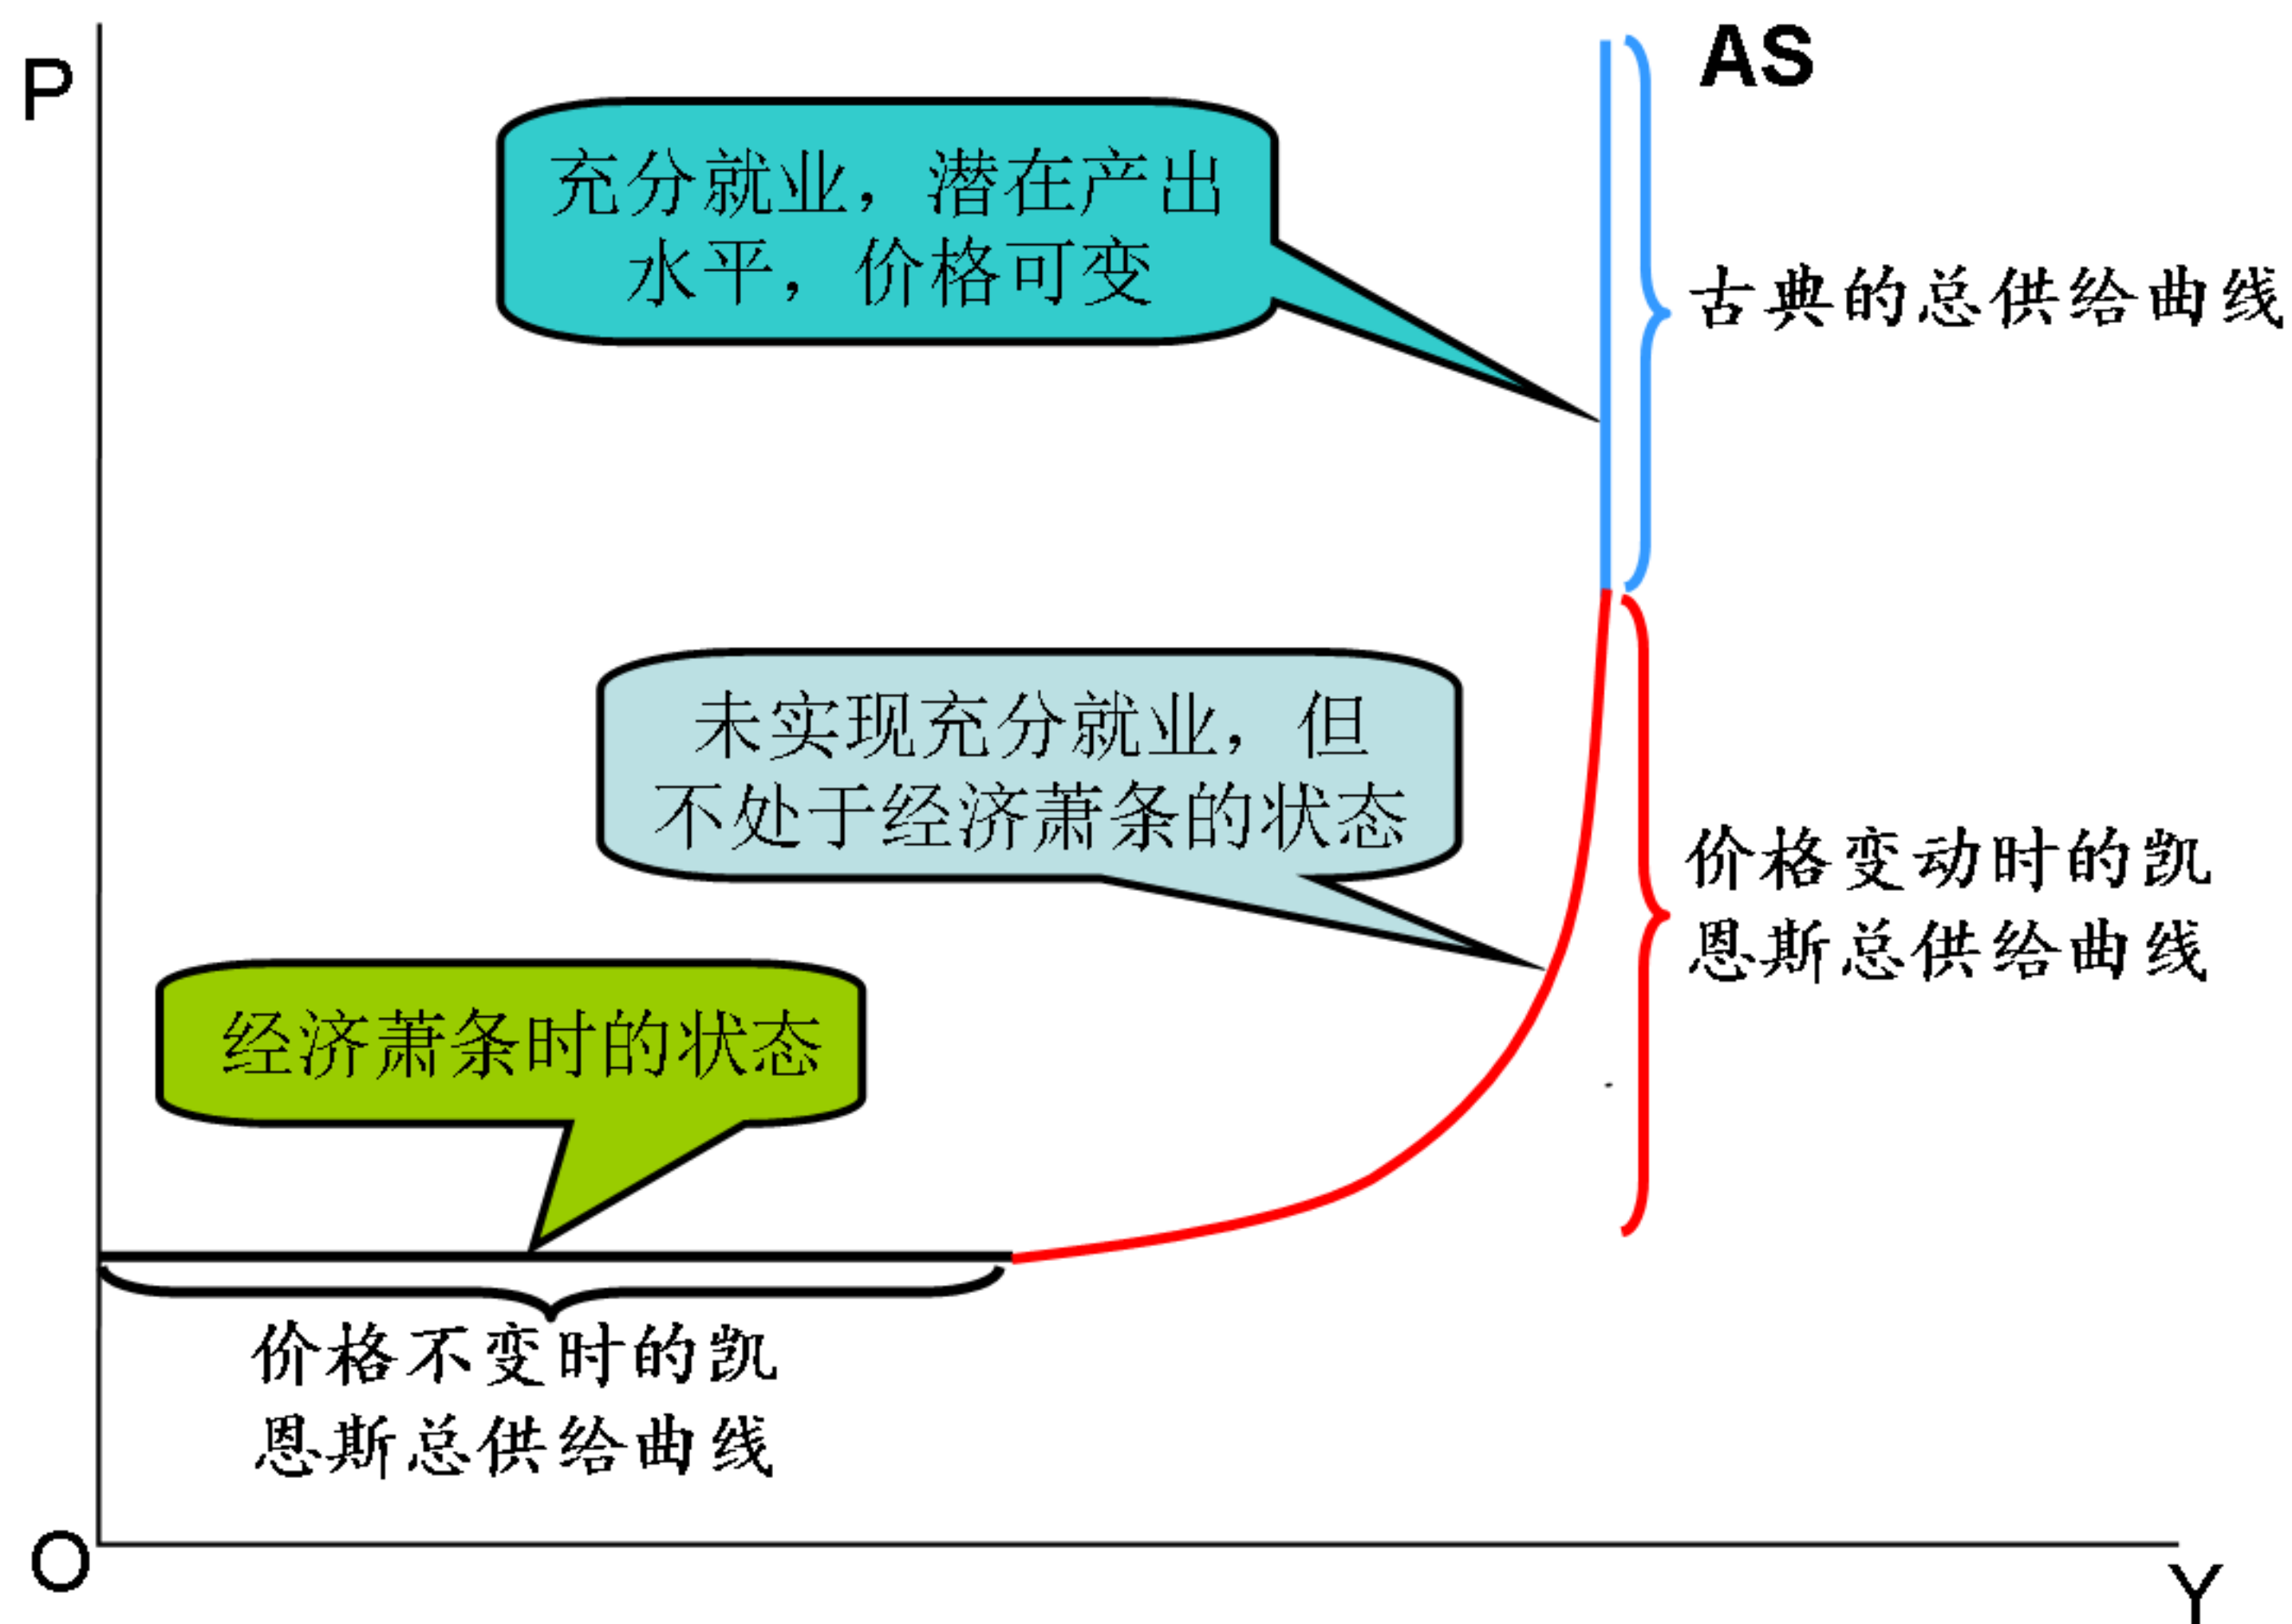 P
AS
充分就业，潜在产出
水平，价格可变
古典的总供给曲线
未实现充分就业，但
不处于经济萧条的状态
价格变动时的凯
恩斯总供给曲线
经济萧条时的状态
价格不变时的凯
恩斯总供给曲线
O
Y